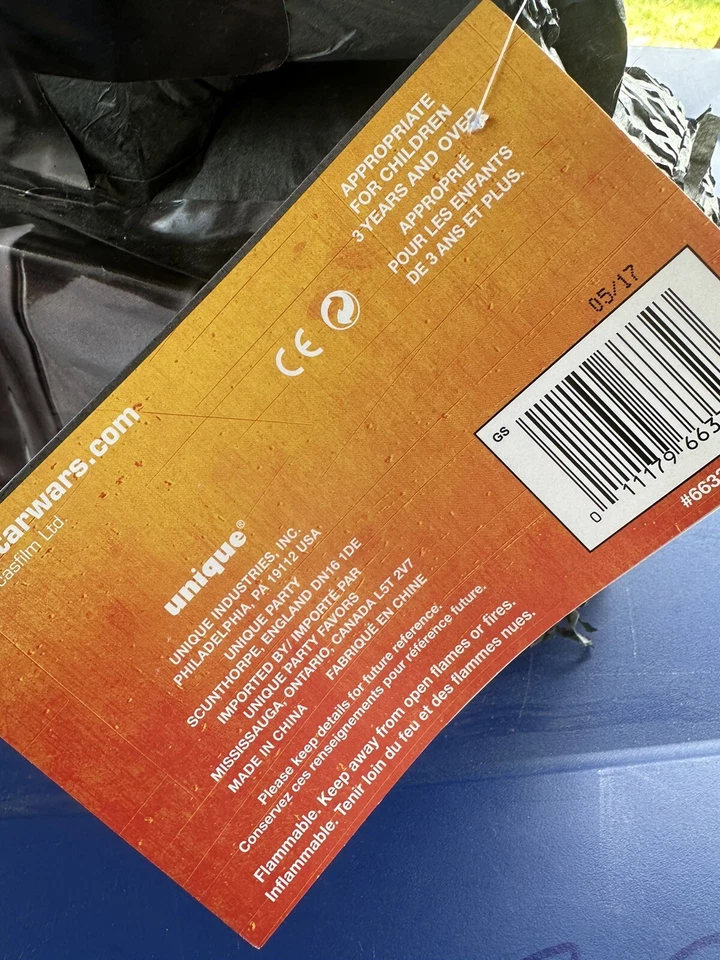 APPROPRIATE
FOR CHILDREN
3 YEARS AND OVER
APPROPRIÉ
POUR LES ENFANTS
DE 3 ANS ET PLUS.
CE
05/17
GS
0 11179 663
#663
tarwars.com
casfilm Ltd.
unique®
UNIQUE INDUSTRIES, INC.
PHILADELPHIA, PA 19112 USA
UNIQUE PARTY
SCUNTHORPE, ENGLAND DN16 1DE
IMPORTED BY/ IMPORTÉ PAR
UNIQUE PARTY FAVORS
MISSISSAUGA, ONTARIO, CANADA L5T 2V7
MADE IN CHINA FABRIQUÉ EN CHINE
Please keep details for future reference.
Conservez ces renseignements pour référence future.
Flammable. Keep away from open flames or fires.
Inflammable. Tenir loin du feu et des flammes nues.